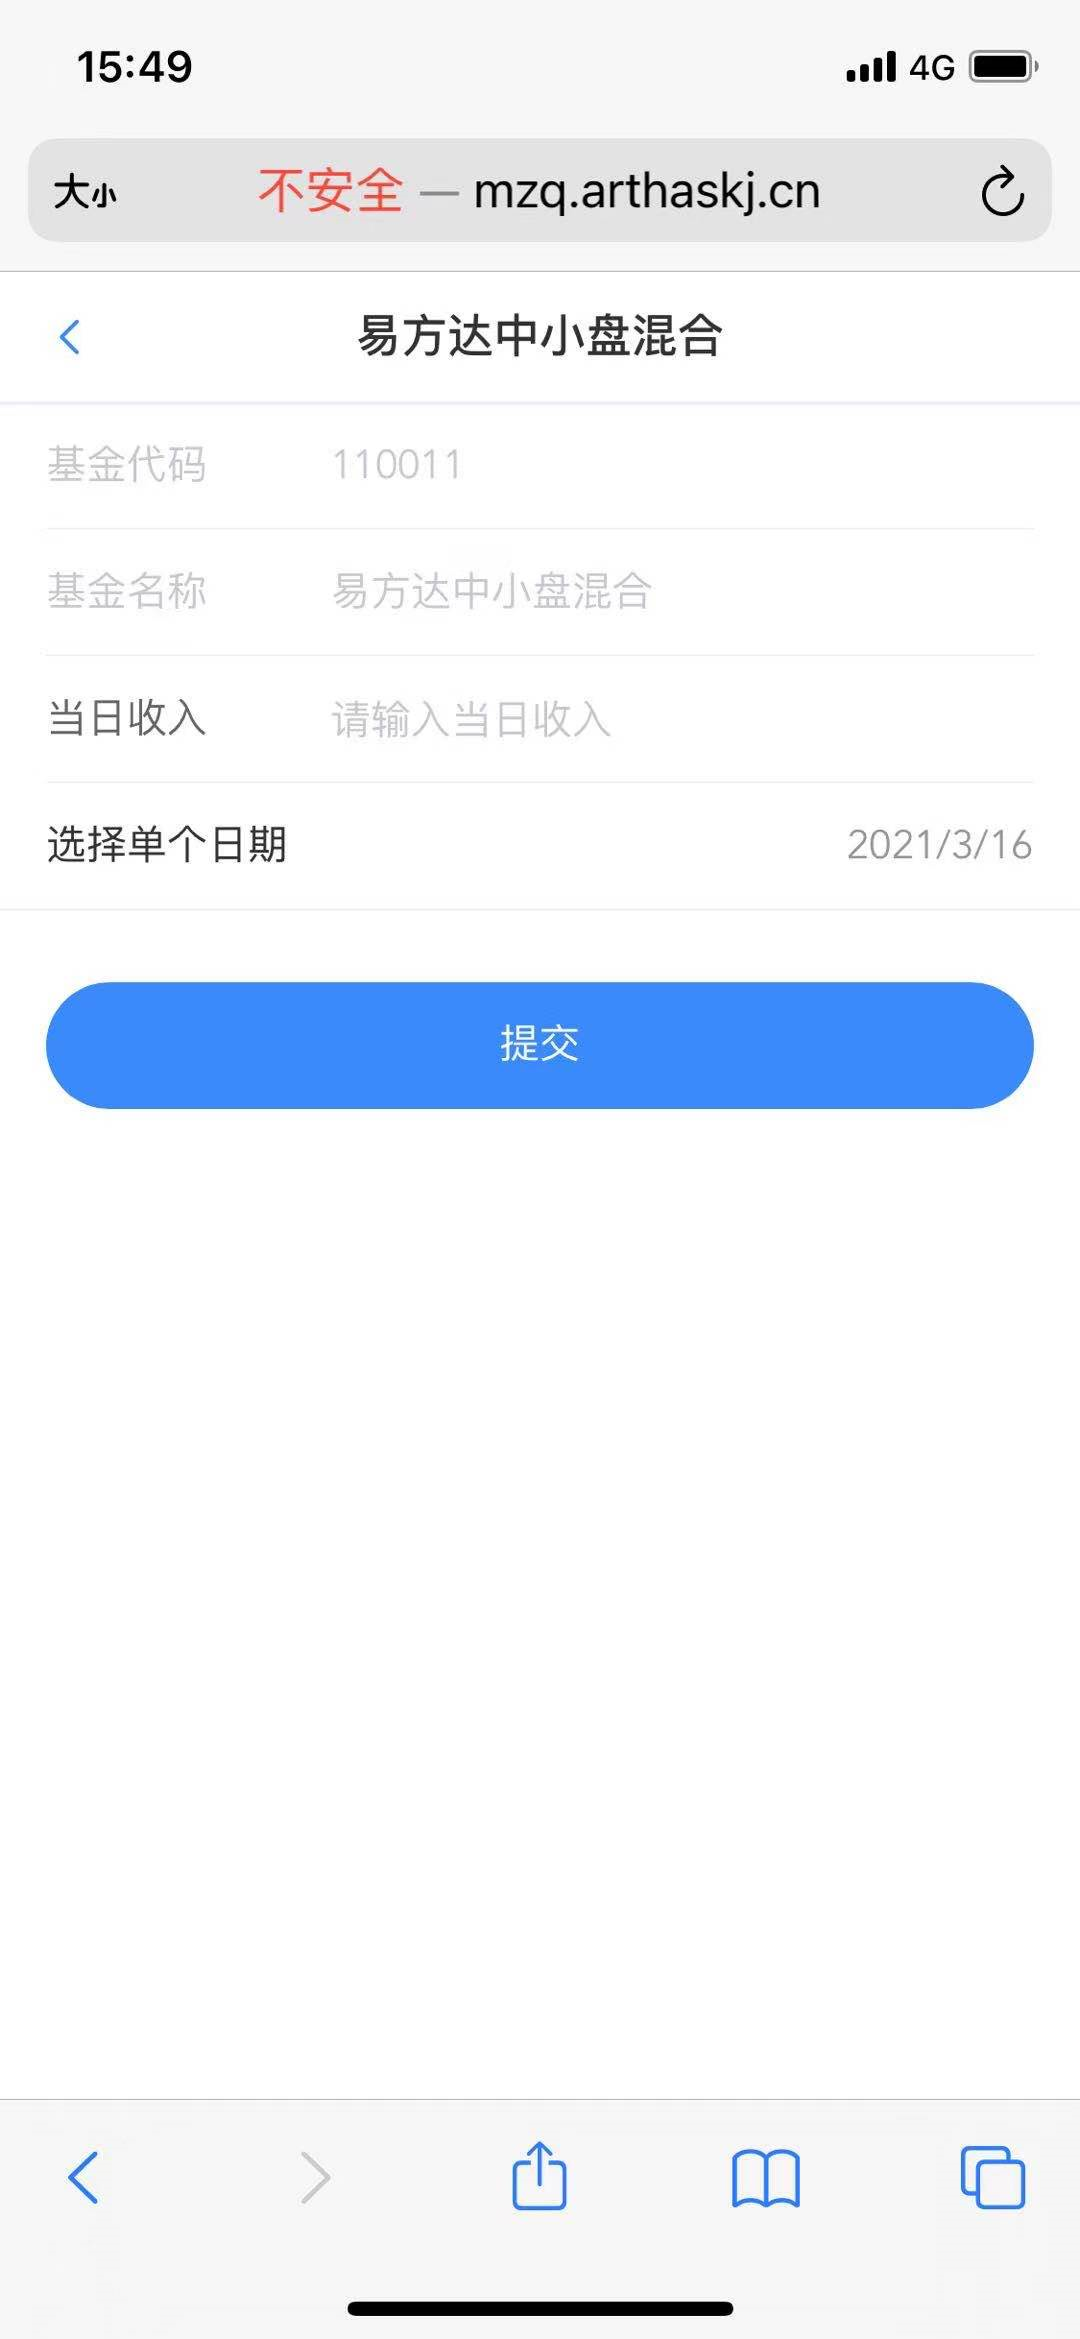 15:49
4G
大小 不安全 — mzq.arthaskj.cn
易方达中小盘混合
基金代码 110011
基金名称 易方达中小盘混合
当日收入 请输入当日收入
选择单个日期 2021/3/16
提交